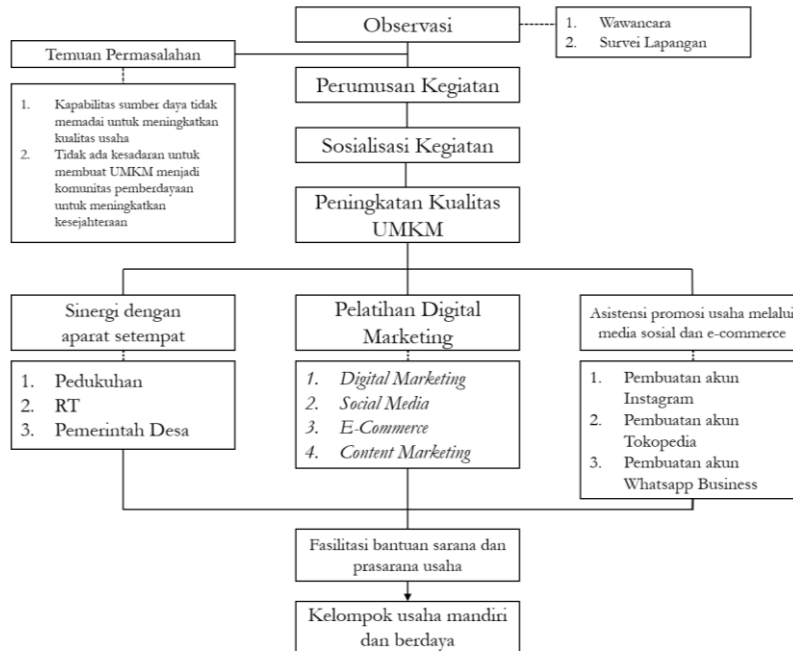 Observasi
1. Wawancara
2. Survei Lapangan
Temuan Permasalahan
1. Kapabilitas sumber daya tidak
memadai untuk meningkatkan
kualitas usaha
2. Tidak ada kesadaran untuk
membuat UMKM menjadi
komunitas pemberdayaan
untuk meningkatkan
kesejahteraan
Perumusan Kegiatan
Sosialisasi Kegiatan
Peningkatan Kualitas
UMKM
Sinergi dengan
aparat setempat
1. Pedukuhan
2. RT
3. Pemerintah Desa
Pelatihan Digital
Marketing
1. Digital Marketing
2. Social Media
3. E-Commerce
4. Content Marketing
Asistensi promosi usaha melalui
media sosial dan e-commerce
1. Pembuatan akun
Instagram
2. Pembuatan akun
Tokopedia
3. Pembuatan akun
Whatsapp Business
Fasilitasi bantuan sarana dan
prasarana usaha
Kelompok usaha mandiri
dan berdaya